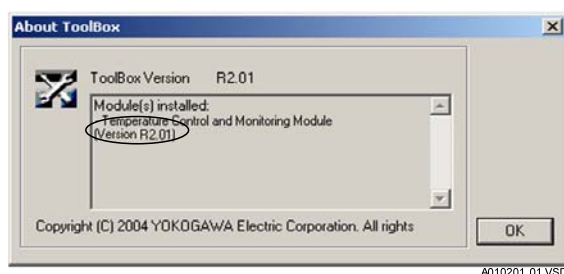 About ToolBox
ToolBox Version R2.01
Module(s) installed:
Temperature Control and Monitoring Module
(Version R2.01)
Copyright (C) 2004 YOKOGAWA Electric Corporation. All rights
OK
A010201_01.VSD